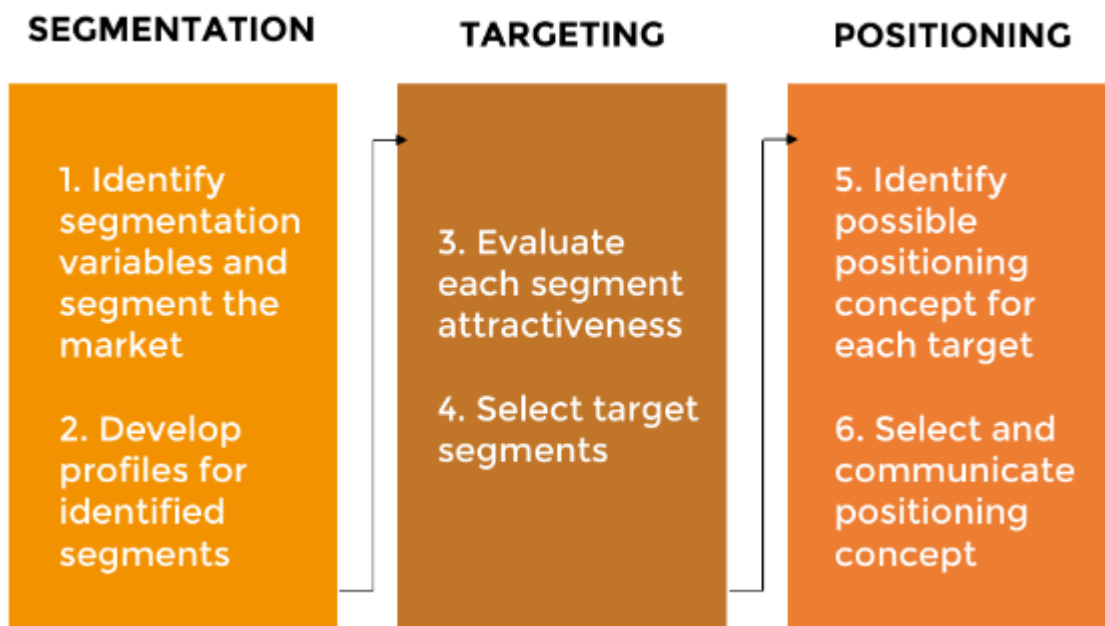 SEGMENTATION
1. Identify
segmentation
variables and
segment the
market
2. Develop
profiles for
identified
segments
TARGETING
3. Evaluate
each segment
attractiveness
4. Select target
segments
POSITIONING
5. Identify
possible
positioning
concept for
each target
6. Select and
communicate
positioning
concept